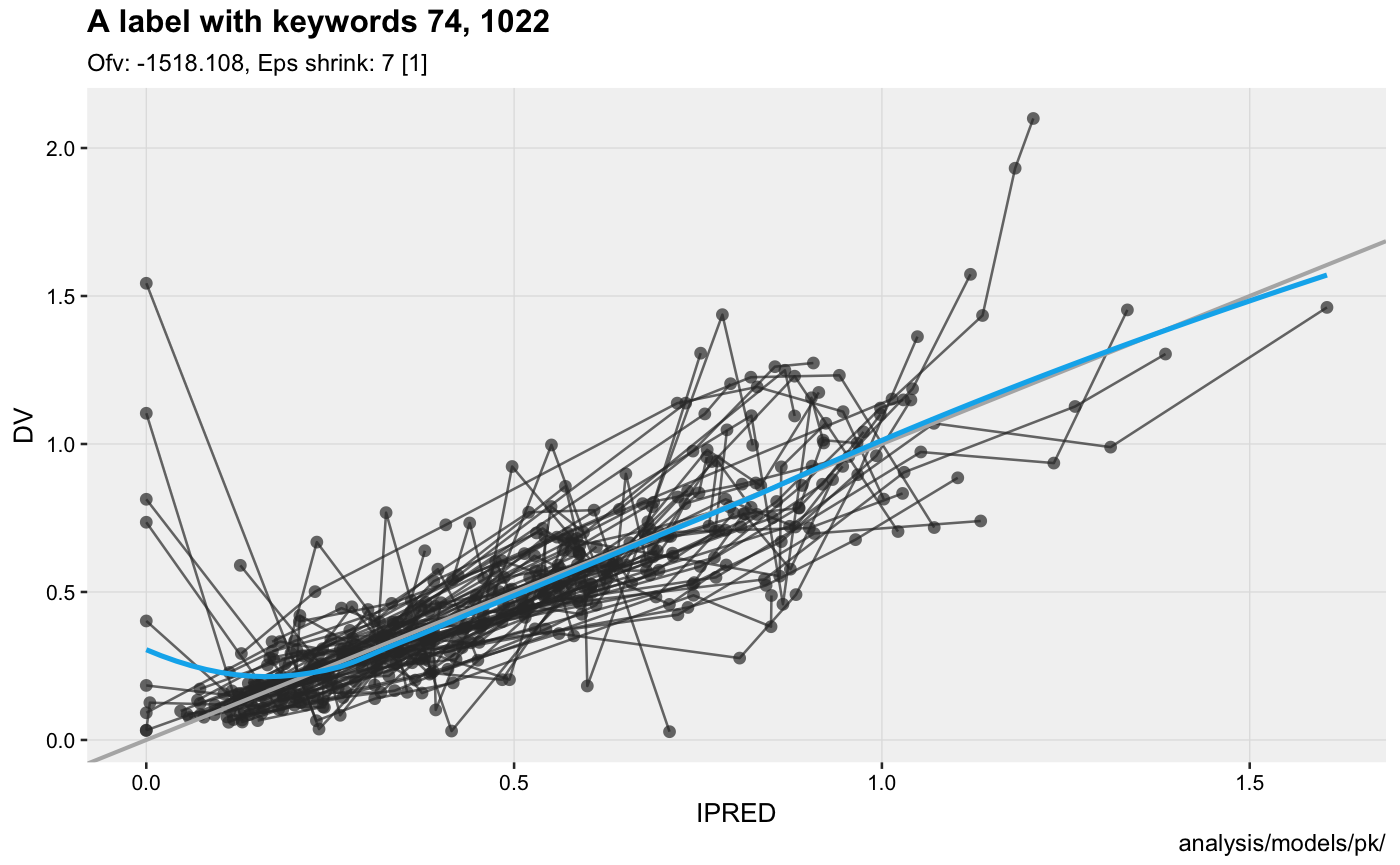 A label with keywords 74, 1022
Ofv: -1518.108, Eps shrink: 7 [1]
DV
2.0
1.5
1.0
0.5
0.0
0.0 0.5 1.0 1.5
IPRED
analysis/models/pk/